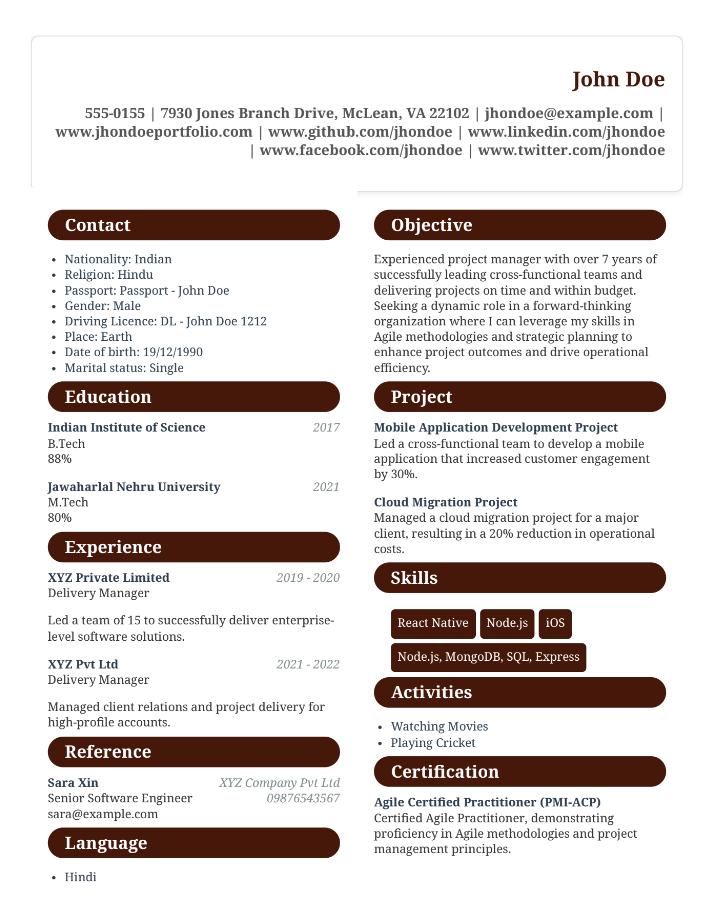 John Doe
555-0155 | 7930 Jones Branch Drive, McLean, VA 22102 | jhondoe@example.com |
www.jhondoeportfolio.com | www.github.com/jhondoe | www.linkedin.com/jhondoe
| www.facebook.com/jhondoe | www.twitter.com/jhondoe
Contact
• Nationality: Indian
• Religion: Hindu
• Passport: Passport - John Doe
• Gender: Male
• Driving Licence: DL - John Doe 1212
• Place: Earth
• Date of birth: 19/12/1990
• Marital status: Single
Education
Indian Institute of Science 2017
B.Tech
88%
Jawaharlal Nehru University 2021
M.Tech
80%
Experience
XYZ Private Limited 2019 - 2020
Delivery Manager
Led a team of 15 to successfully deliver enterprise-
level software solutions.
XYZ Pvt Ltd 2021 - 2022
Delivery Manager
Managed client relations and project delivery for
high-profile accounts.
Reference
Sara Xin XYZ Company Pvt Ltd
Senior Software Engineer 09876543567
sara@example.com
Language
• Hindi
Objective
Experienced project manager with over 7 years of
successfully leading cross-functional teams and
delivering projects on time and within budget.
Seeking a dynamic role in a forward-thinking
organization where I can leverage my skills in
Agile methodologies and strategic planning to
enhance project outcomes and drive operational
efficiency.
Project
Mobile Application Development Project
Led a cross-functional team to develop a mobile
application that increased customer engagement
by 30%.
Cloud Migration Project
Managed a cloud migration project for a major
client, resulting in a 20% reduction in operational
costs.
Skills
React Native Node.js iOS
Node.js, MongoDB, SQL, Express
Activities
• Watching Movies
• Playing Cricket
Certification
Agile Certified Practitioner (PMI-ACP)
Certified Agile Practitioner, demonstrating
proficiency in Agile methodologies and project
management principles.